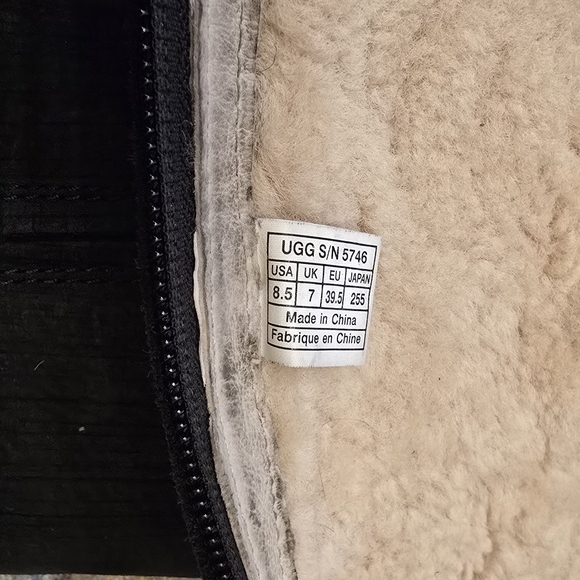 UGG S/N 5746
USA UK EU JAPAN
8.5 7 39.5 255
Made in China
Fabrique en Chine